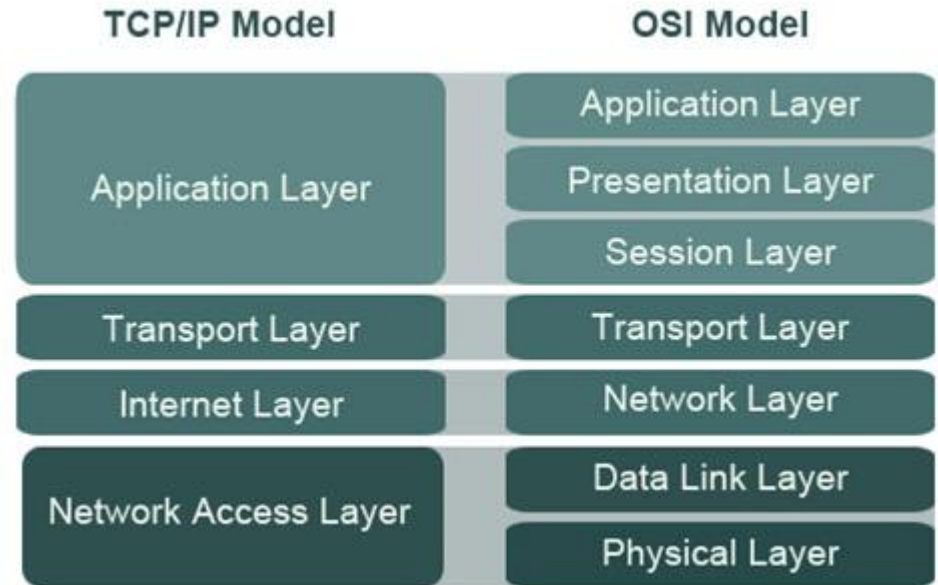 TCP/IP Model
OSI Model
Application Layer
Transport Layer
Internet Layer
Network Access Layer
Application Layer
Presentation Layer
Session Layer
Transport Layer
Network Layer
Data Link Layer
Physical Layer